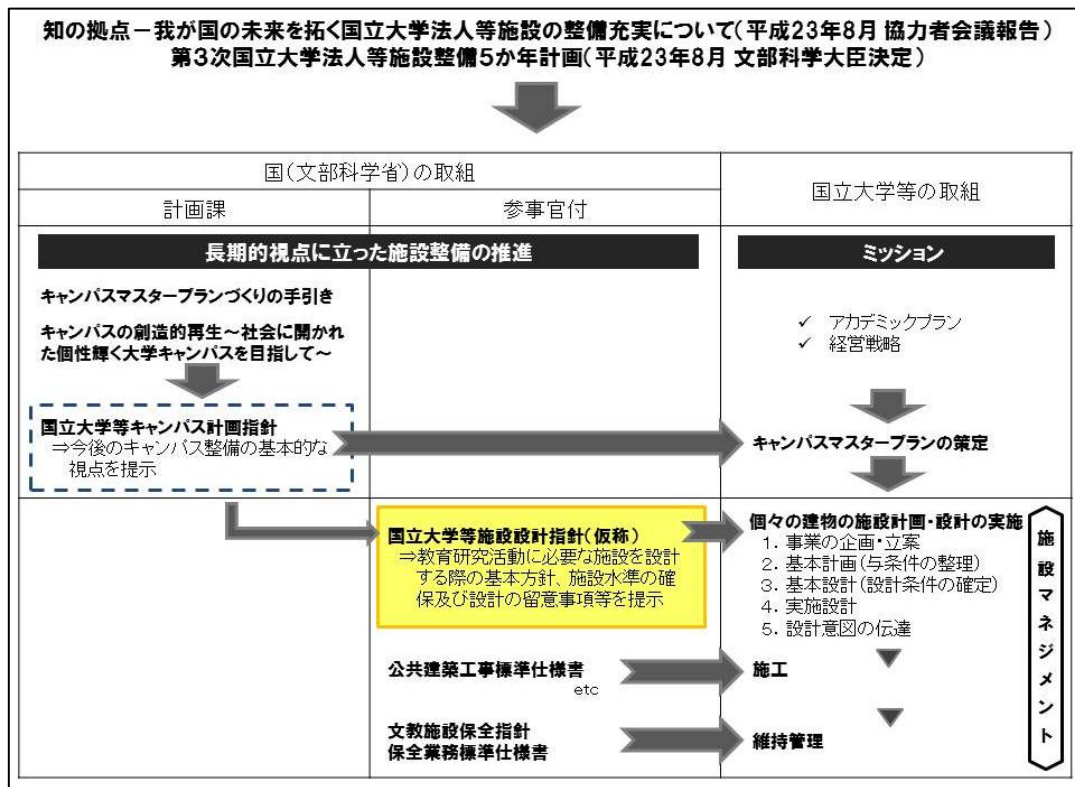 知の拠点－我が国の未来を拓く国立大学法人等施設の整備充実について(平成23年8月 協力者会議報告)
第3次国立大学法人等施設整備5か年計画(平成23年8月 文部科学大臣決定)
国(文部科学省)の取組
国立大学等の取組
計画課
参事官付
長期的視点に立った施設整備の推進
ミッション
キャンパスマスタープランづくりの手引き
キャンパスの創造的再生～社会に開かれ
た個性輝く大学キャンパスを目指して～
✓ アカデミックプラン
✓ 経営戦略
国立大学等キャンパス計画指針
⇒今後のキャンパス整備の基本的な
視点を提示
キャンパスマスタープランの策定
国立大学等施設設計指針(仮称)
⇒教育研究活動に必要な施設を設計
する際の基本方針、施設水準の確
保及び設計の留意事項等を提示
個々の建物の施設計画・設計の実施
1. 事業の企画・立案
2. 基本計画(与条件の整理)
3. 基本設計(設計条件の確定)
4. 実施設計
5. 設計意図の伝達
公共建築工事標準仕様書
etc
施工
文教施設保全指針
保全業務標準仕様書
維持管理
施設マネジメント